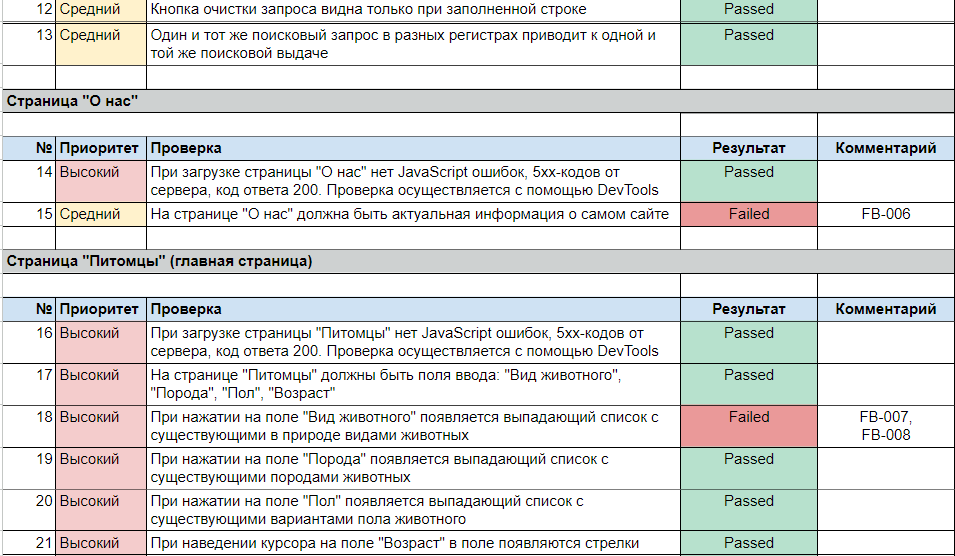 12 Средний Кнопка очистки запроса видна только при заполненной строке Passed
13 Средний Один и тот же поисковый запрос в разных регистрах приводит к одной и Passed
той же поисковой выдаче
Страница "О нас"
№ Приоритет Проверка Результат Комментарий
14 Высокий При загрузке страницы "О нас" нет JavaScript ошибок, 5xx-кодов от Passed
сервера, код ответа 200. Проверка осуществляется с помощью DevTools
15 Средний На странице "О нас" должна быть актуальная информация о самом сайте Failed FB-006
Страница "Питомцы" (главная страница)
№ Приоритет Проверка Результат Комментарий
16 Высокий При загрузке страницы "Питомцы" нет JavaScript ошибок, 5xx-кодов от Passed
сервера, код ответа 200. Проверка осуществляется с помощью DevTools
17 Высокий На странице "Питомцы" должны быть поля ввода: "Вид животного", Passed
"Порода", "Пол", "Возраст"
18 Высокий При нажатии на поле "Вид животного" появляется выпадающий список с Failed FB-007,
существующими в природе видами животных FB-008
19 Высокий При нажатии на поле "Порода" появляется выпадающий список с Passed
существующими породами животных
20 Высокий При нажатии на поле "Пол" появляется выпадающий список с Passed
существующими вариантами пола животного
21 Высокий При наведении курсора на поле "Возраст" в поле появляются стрелки Passed